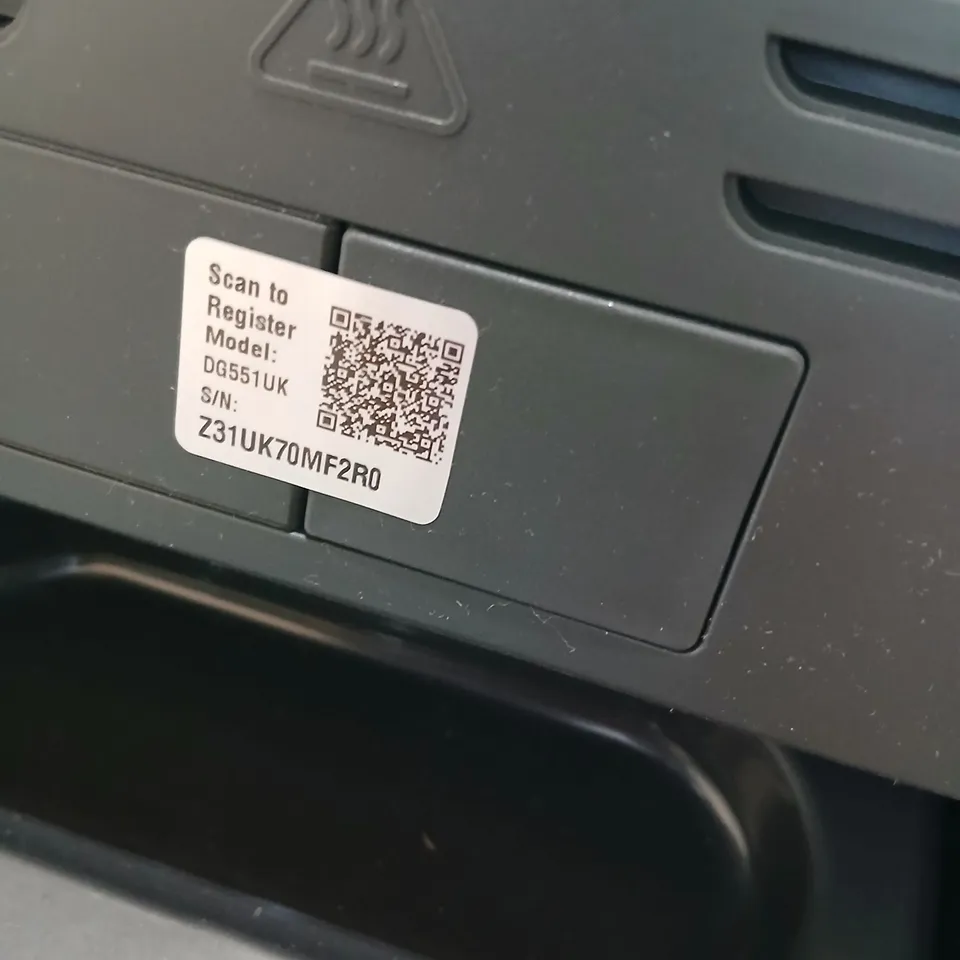 Scan to
Register
Model:
DG551UK
S/N:
Z31UK70MF2R0